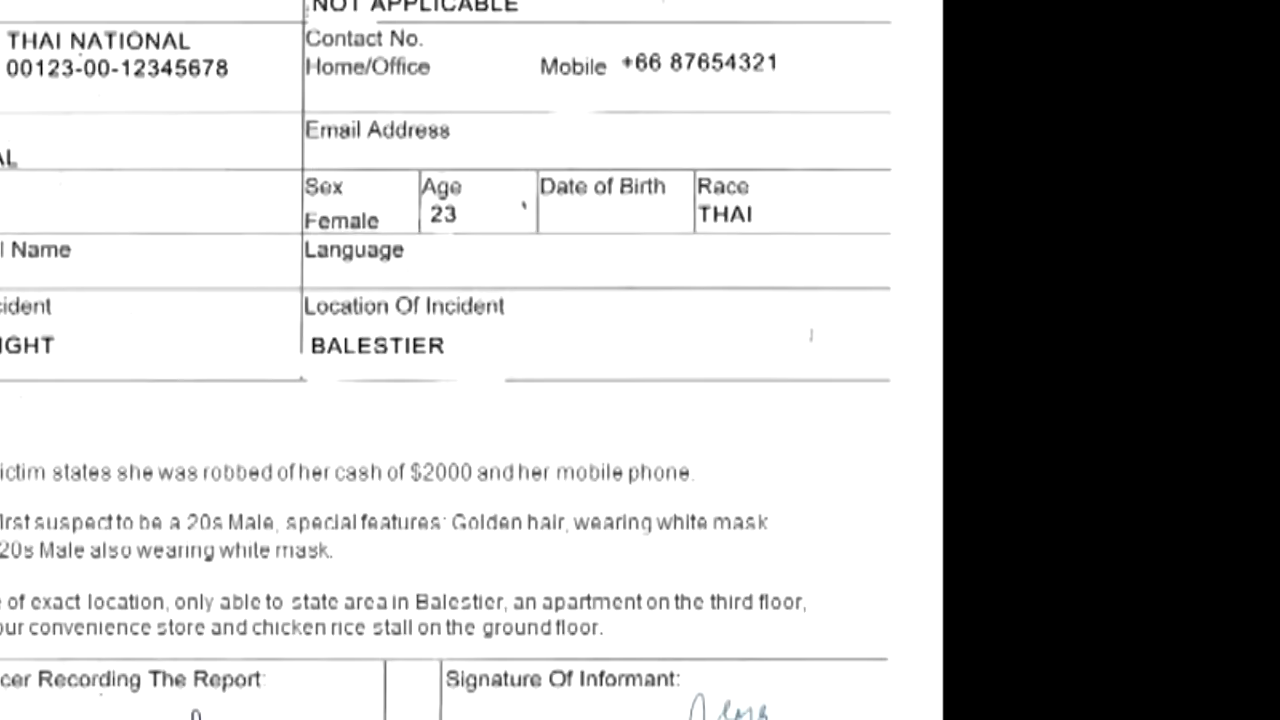 NOT APPLICABLE
THAI NATIONAL
00123-00-12345678
Contact No.
Home/Office Mobile +66 87654321
Email Address
AL
Sex Age Date of Birth Race
Female 23 THAI
l Name Language
cident Location Of Incident
IGHT BALESTIER
ictim states she was robbed of her cash of $2000 and her mobile phone.
irst suspect to be a 20s Male, special features: Golden hair, wearing white mask
20s Male also wearing white mask.
of exact location, only able to state area in Balestier, an apartment on the third floor,
our convenience store and chicken rice stall on the ground floor.
cer Recording The Report Signature Of Informant: